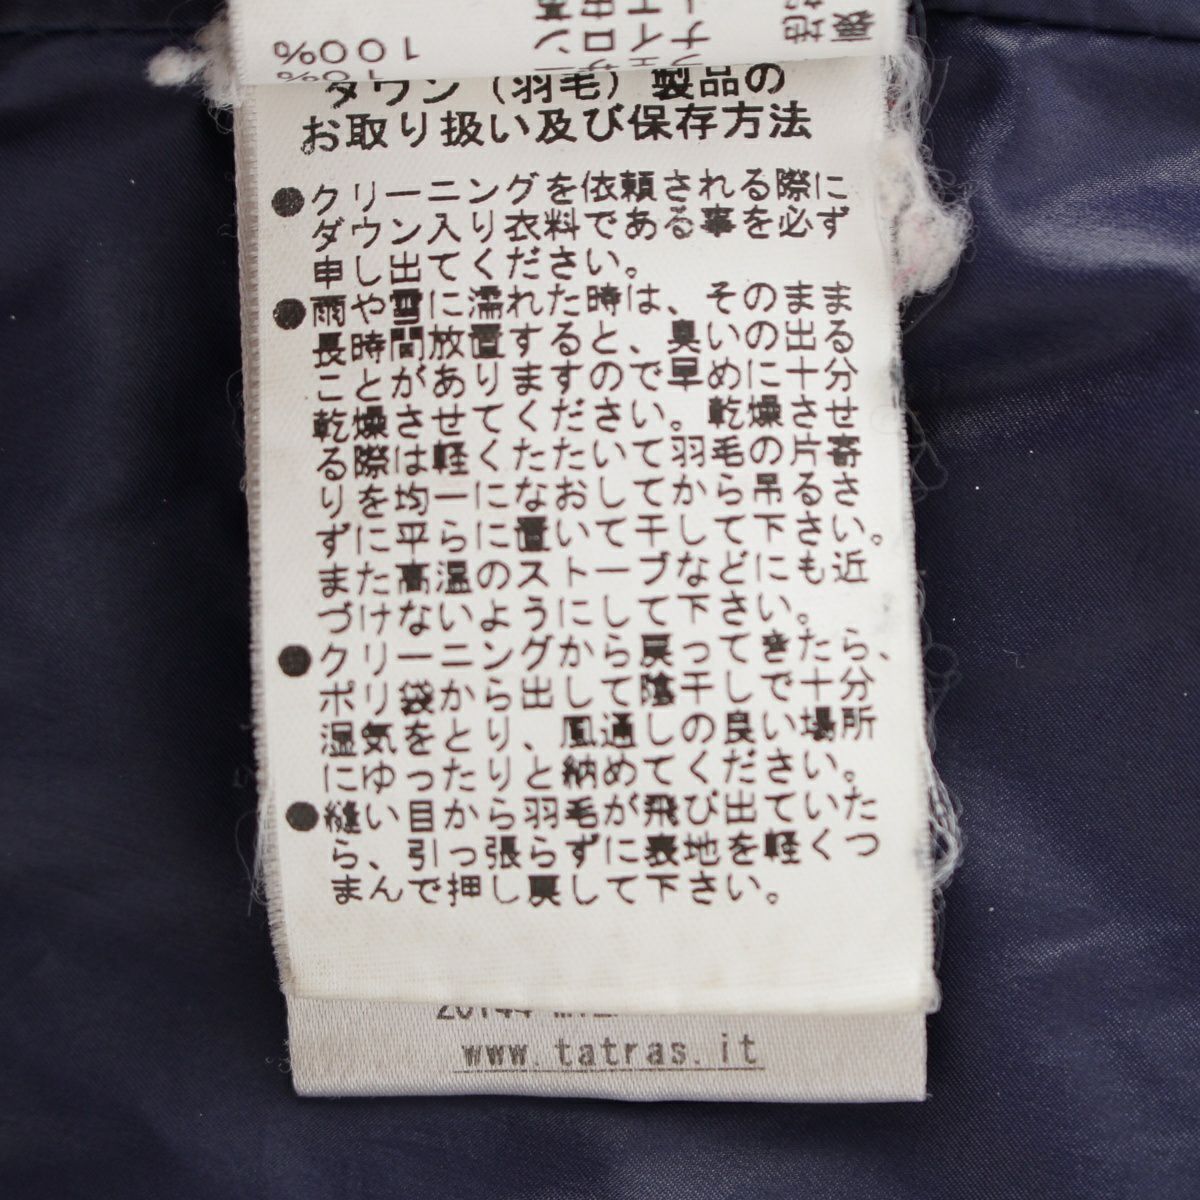 ナイロン 100%
フェザー 10%
ダウン(羽毛)製品の
お取り扱い及び保存方法
●クリーニングを依頼される際に
ダウン入り衣料である事を必ず
申し出てください。
●雨や雪に濡れた時は、そのまま
長時間放置すると、臭いの出る
ことがありますので早めに十分
乾燥させてください。乾燥させ
る際は軽くたたいて羽毛の片寄
りを均一になおしてから吊るさ
ずに平らに置いて干して下さい。
また高温のストーブなどにも近
づけないようにして下さい。
●クリーニングから戻ってきたら、
ポリ袋から出して陰干しで十分
湿気をとり、風通しの良い場所
にゆったりと納めてください。
●縫い目から羽毛が飛び出ていた
ら、引っ張らずに表地を軽くつ
まんで押し戻して下さい。
www.tatras.it